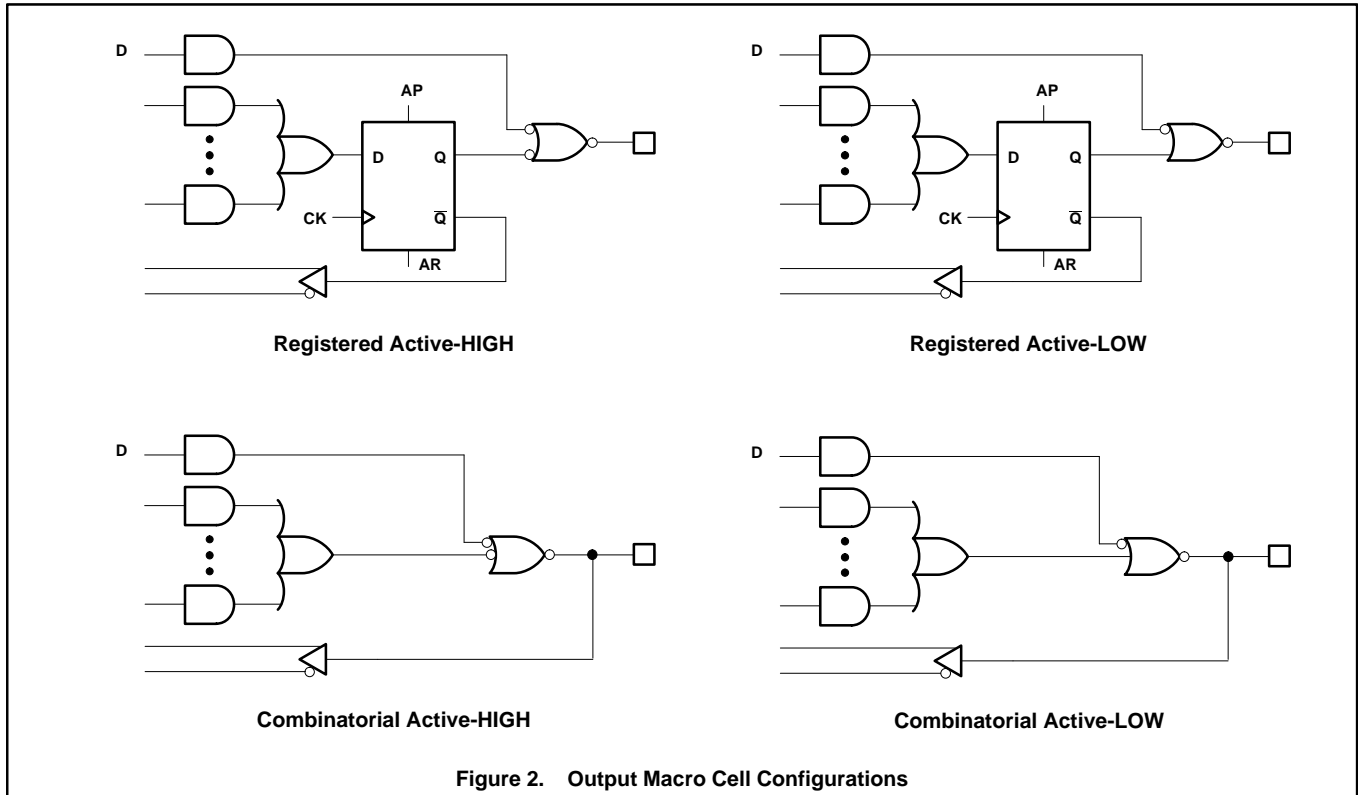 D
AP
D Q
CK Q̅
AR
Registered Active-HIGH
D
AP
D Q
CK Q̅
AR
Registered Active-LOW
D
Combinatorial Active-HIGH
D
Combinatorial Active-LOW
Figure 2. Output Macro Cell Configurations